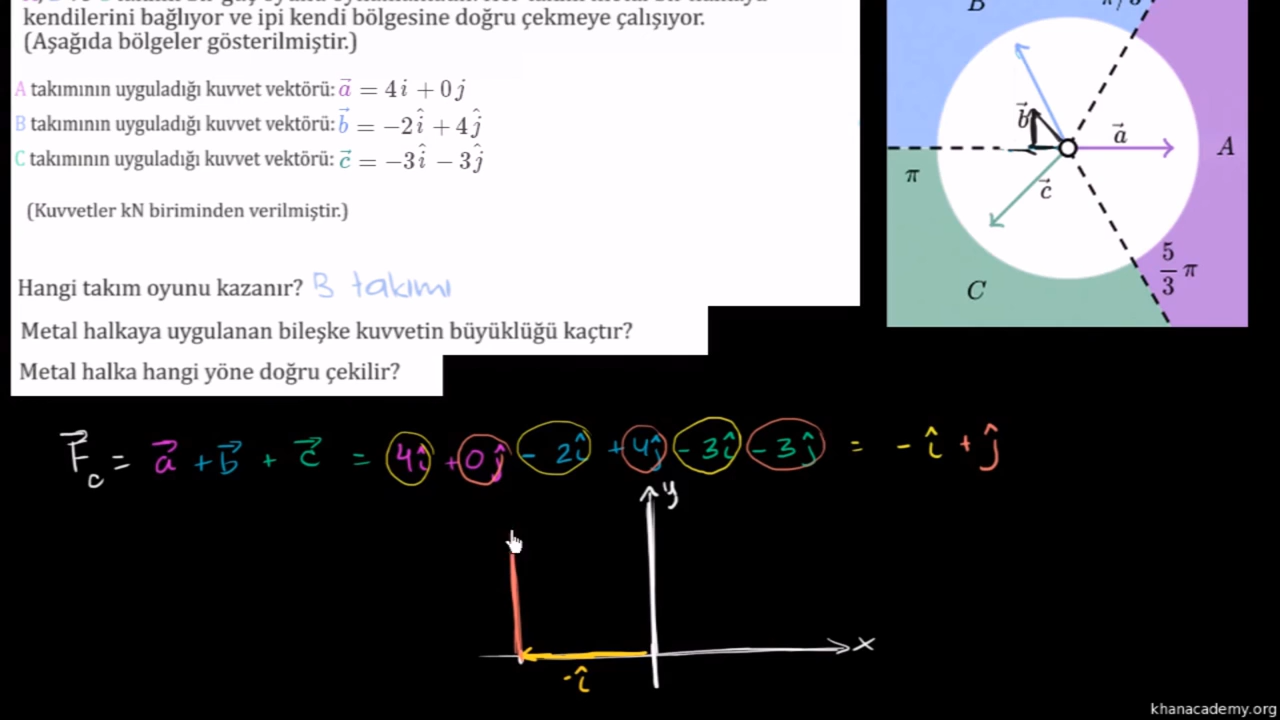 kendilerini bağlıyor ve ipi kendi bölgesine doğru çekmeye çalışıyor.
(Aşağıda bölgeler gösterilmiştir.)
A takımının uyguladığı kuvvet vektörü: a⃗ = 4i + 0j
B takımının uyguladığı kuvvet vektörü: b⃗ = −2î + 4ĵ
C takımının uyguladığı kuvvet vektörü: c⃗ = −3î − 3ĵ
(Kuvvetler kN biriminden verilmiştir.)
Hangi takım oyunu kazanır? B takımı
Metal halkaya uygulanan bileşke kuvvetin büyüklüğü kaçtır?
Metal halka hangi yöne doğru çekilir?
B
b⃗
a⃗
A
π
c⃗
5/3 π
C
F⃗c = a⃗ + b⃗ + c⃗ = 4î + 0ĵ - 2î + 4ĵ - 3î - 3ĵ = - î + ĵ
y
x
-î
khanacademy.org